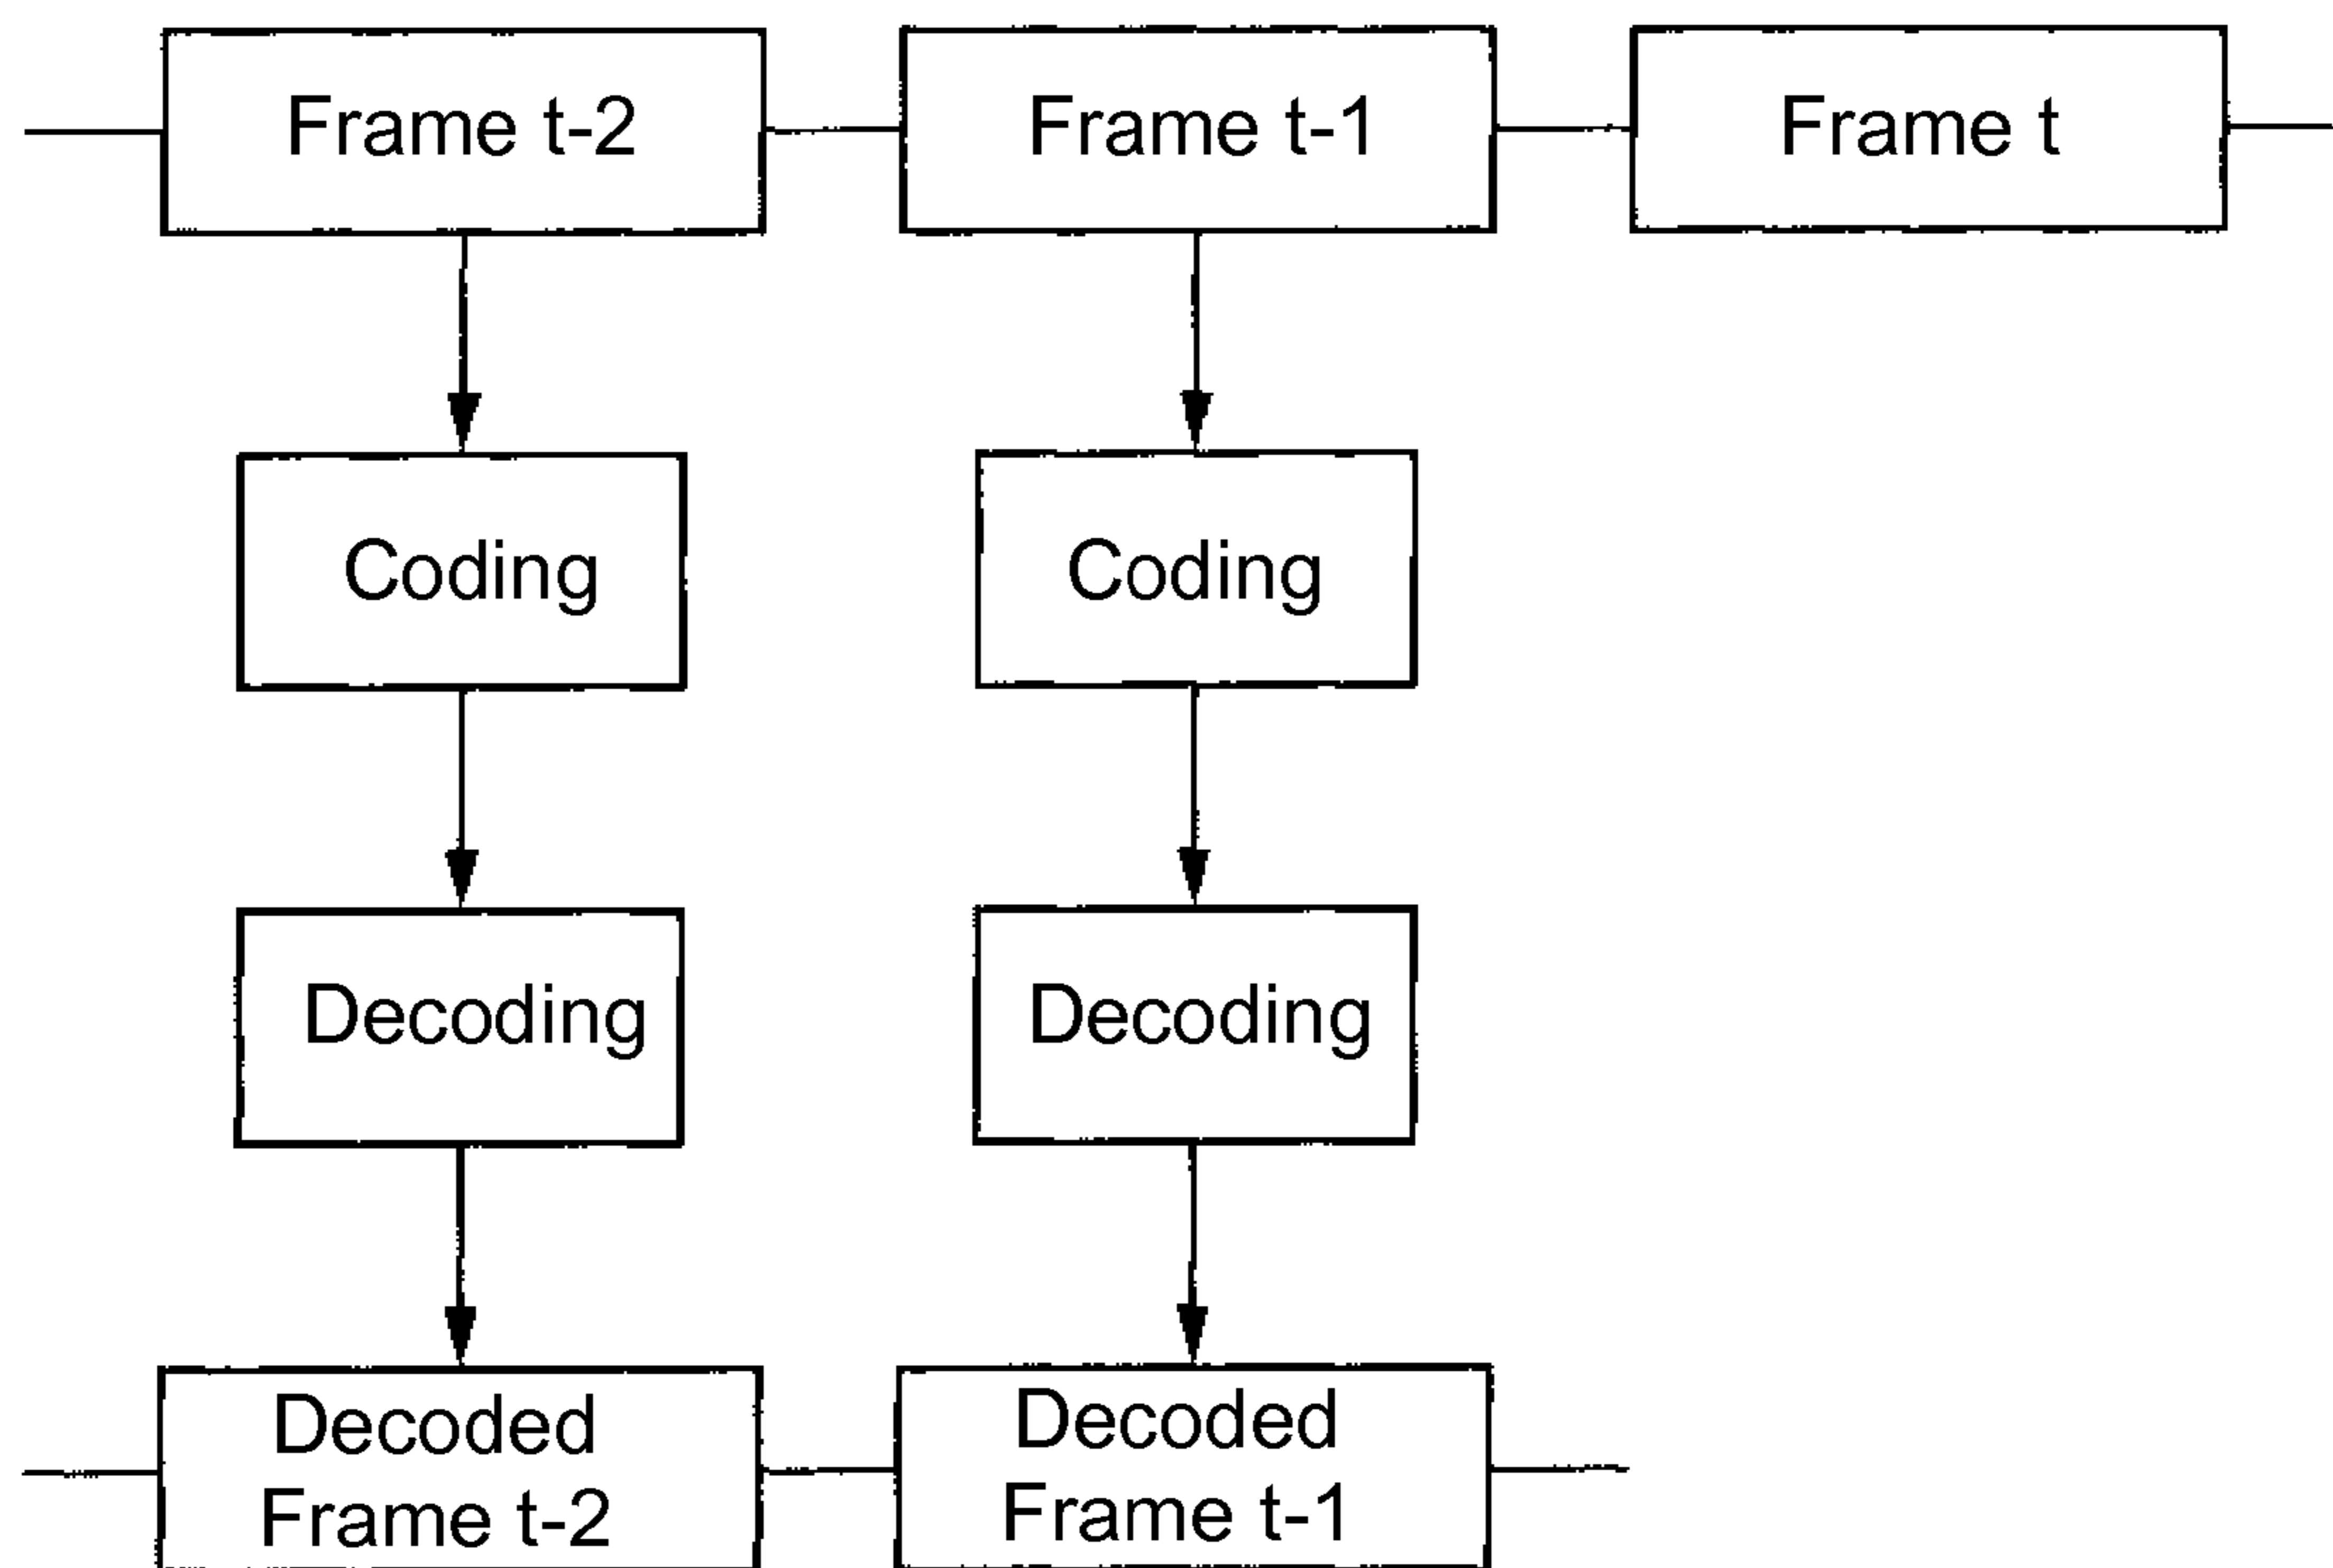 Frame t-2
Frame t-1
Frame t
Coding
Coding
Decoding
Decoding
Decoded
Frame t-2
Decoded
Frame t-1